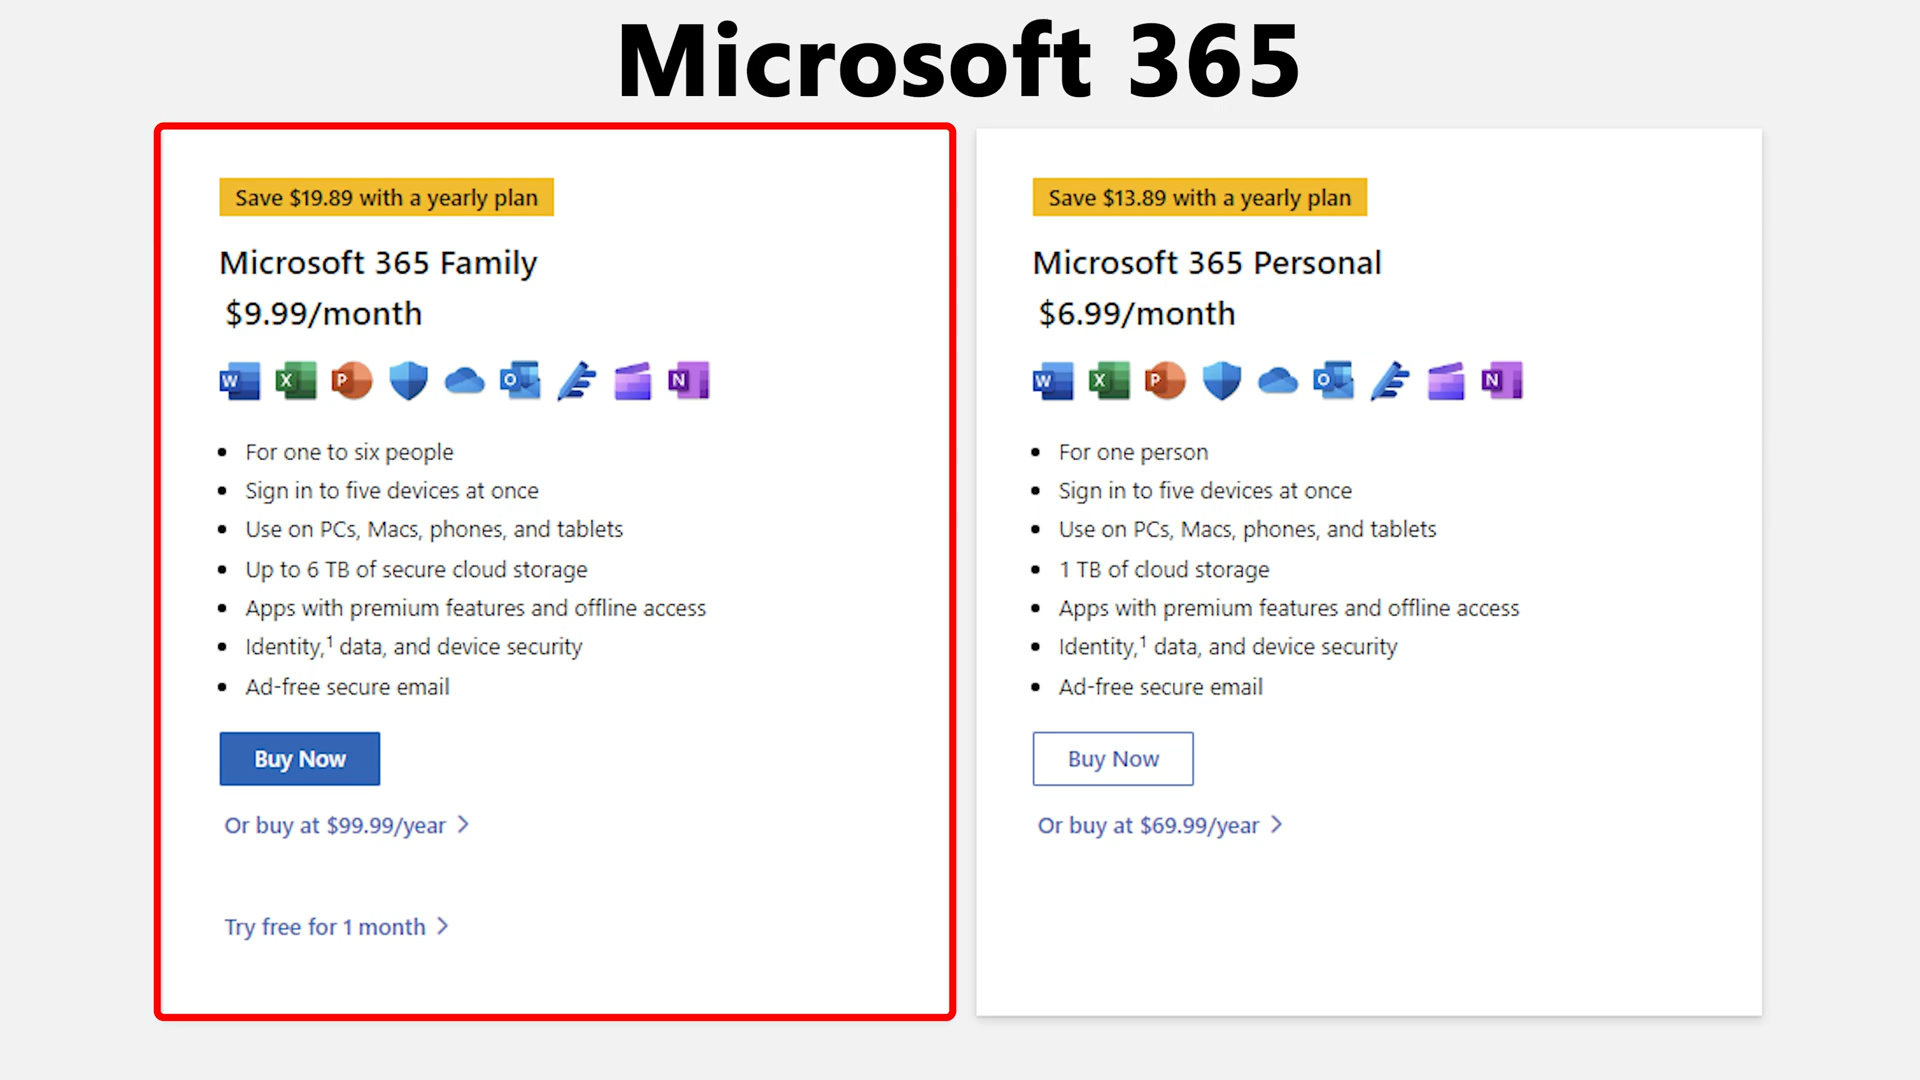 Microsoft 365
Save $19.89 with a yearly plan
Microsoft 365 Family
$9.99/month
W X P O N
For one to six people
Sign in to five devices at once
Use on PCs, Macs, phones, and tablets
Up to 6 TB of secure cloud storage
Apps with premium features and offline access
Identity,¹ data, and device security
Ad-free secure email
Buy Now
Or buy at $99.99/year
Try free for 1 month
Save $13.89 with a yearly plan
Microsoft 365 Personal
$6.99/month
W X P O N
For one person
Sign in to five devices at once
Use on PCs, Macs, phones, and tablets
1 TB of cloud storage
Apps with premium features and offline access
Identity,¹ data, and device security
Ad-free secure email
Buy Now
Or buy at $69.99/year